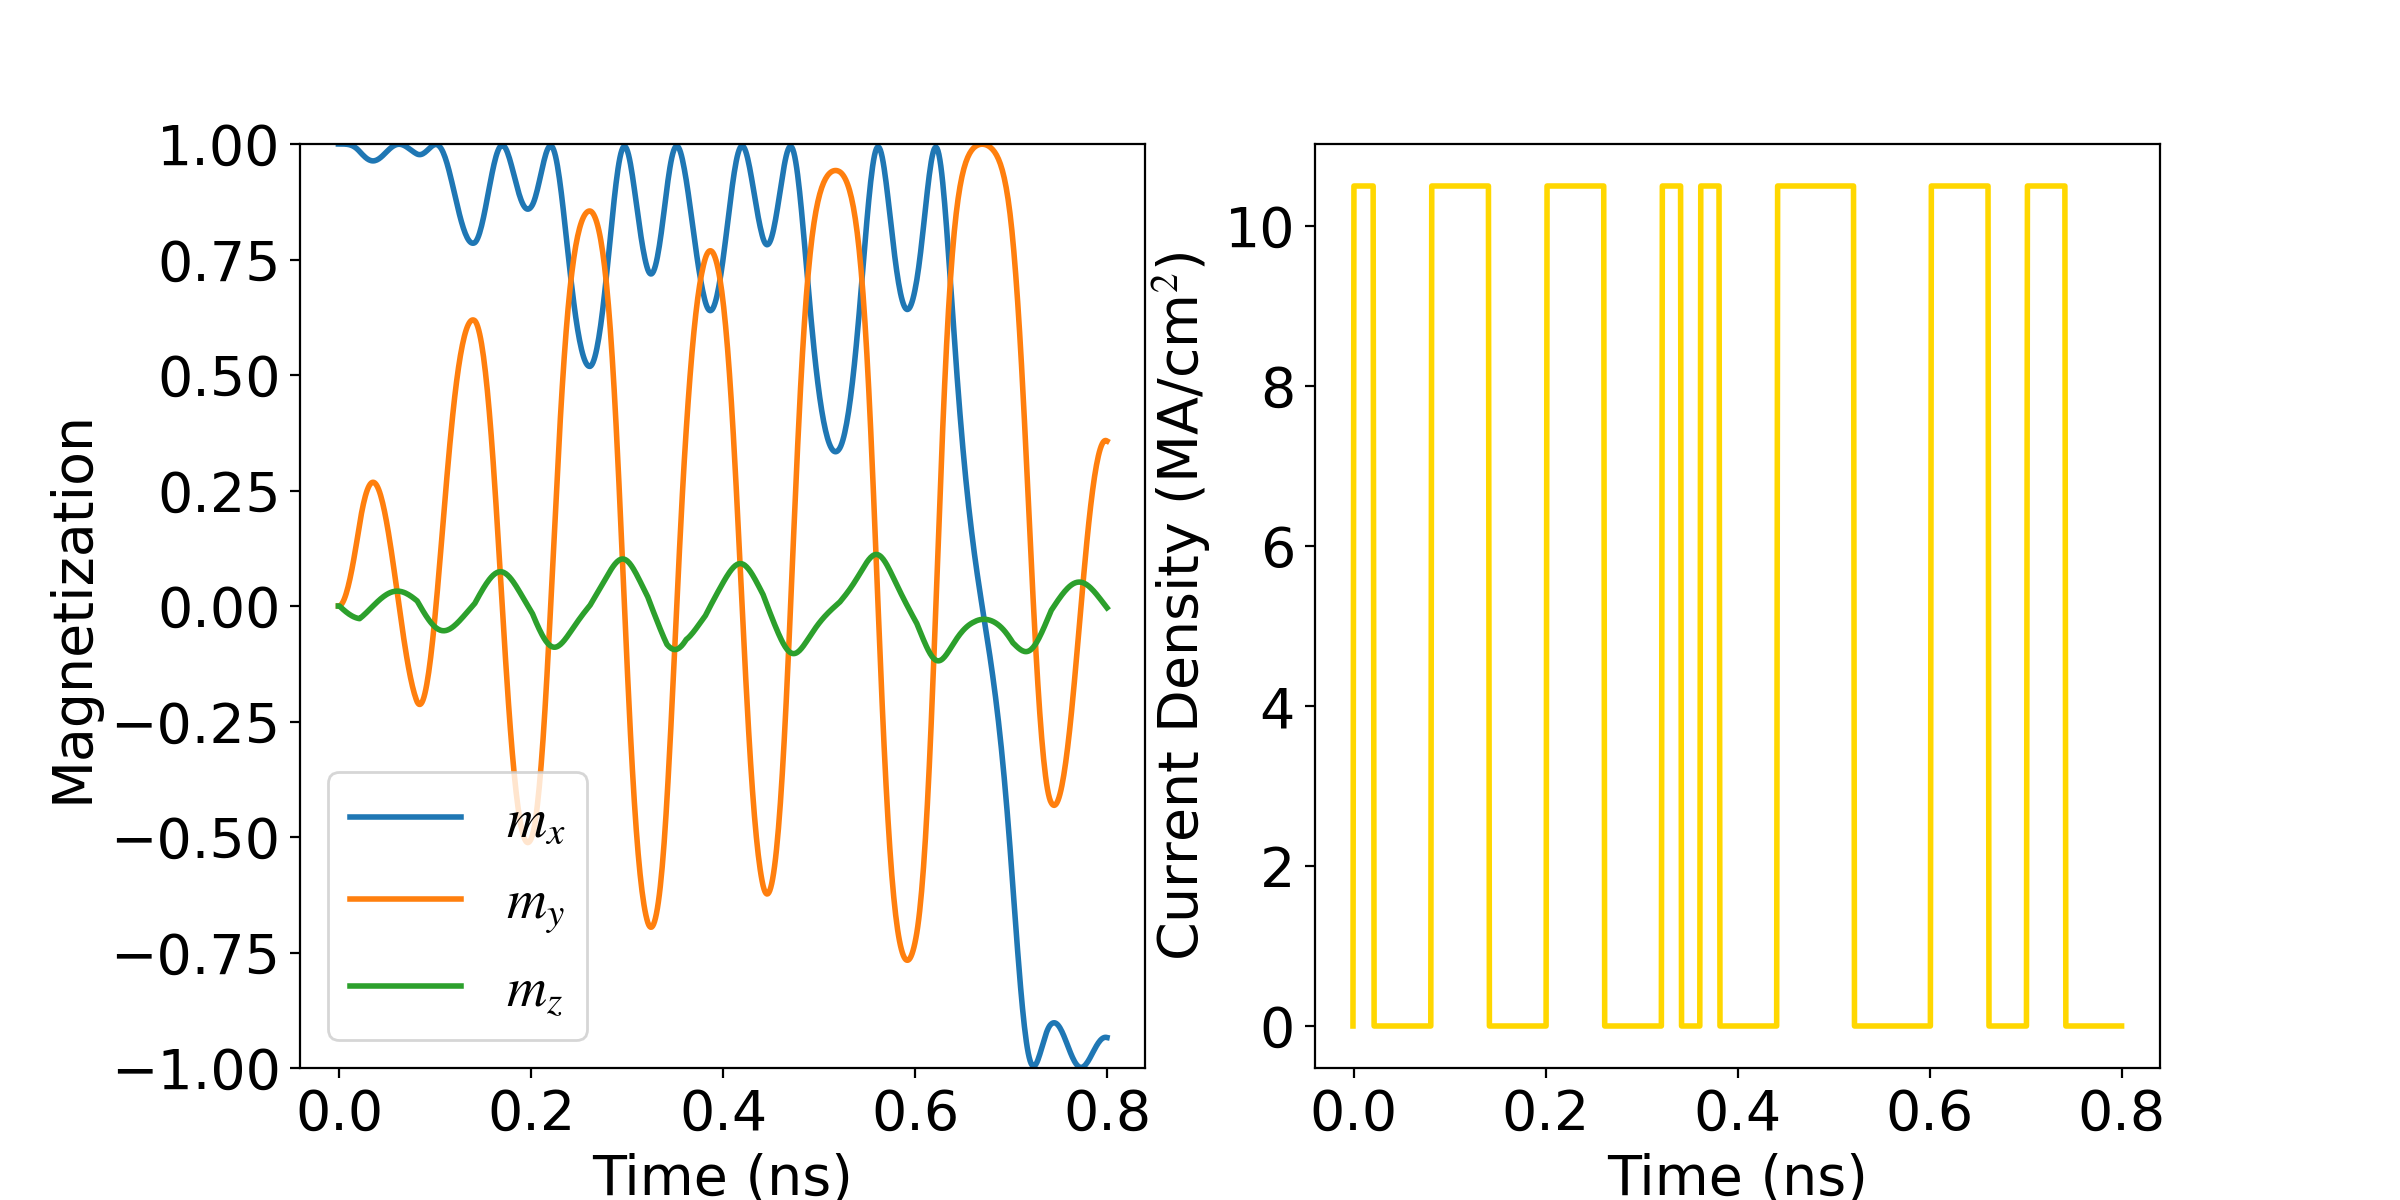 Magnetization
1.00
0.75
0.50
0.25
0.00
−0.25
−0.50
−0.75
−1.00
m_x
m_y
m_z
0.0 0.2 0.4 0.6 0.8
Time (ns)
Current Density (MA/cm²)
10
8
6
4
2
0
0.0 0.2 0.4 0.6 0.8
Time (ns)